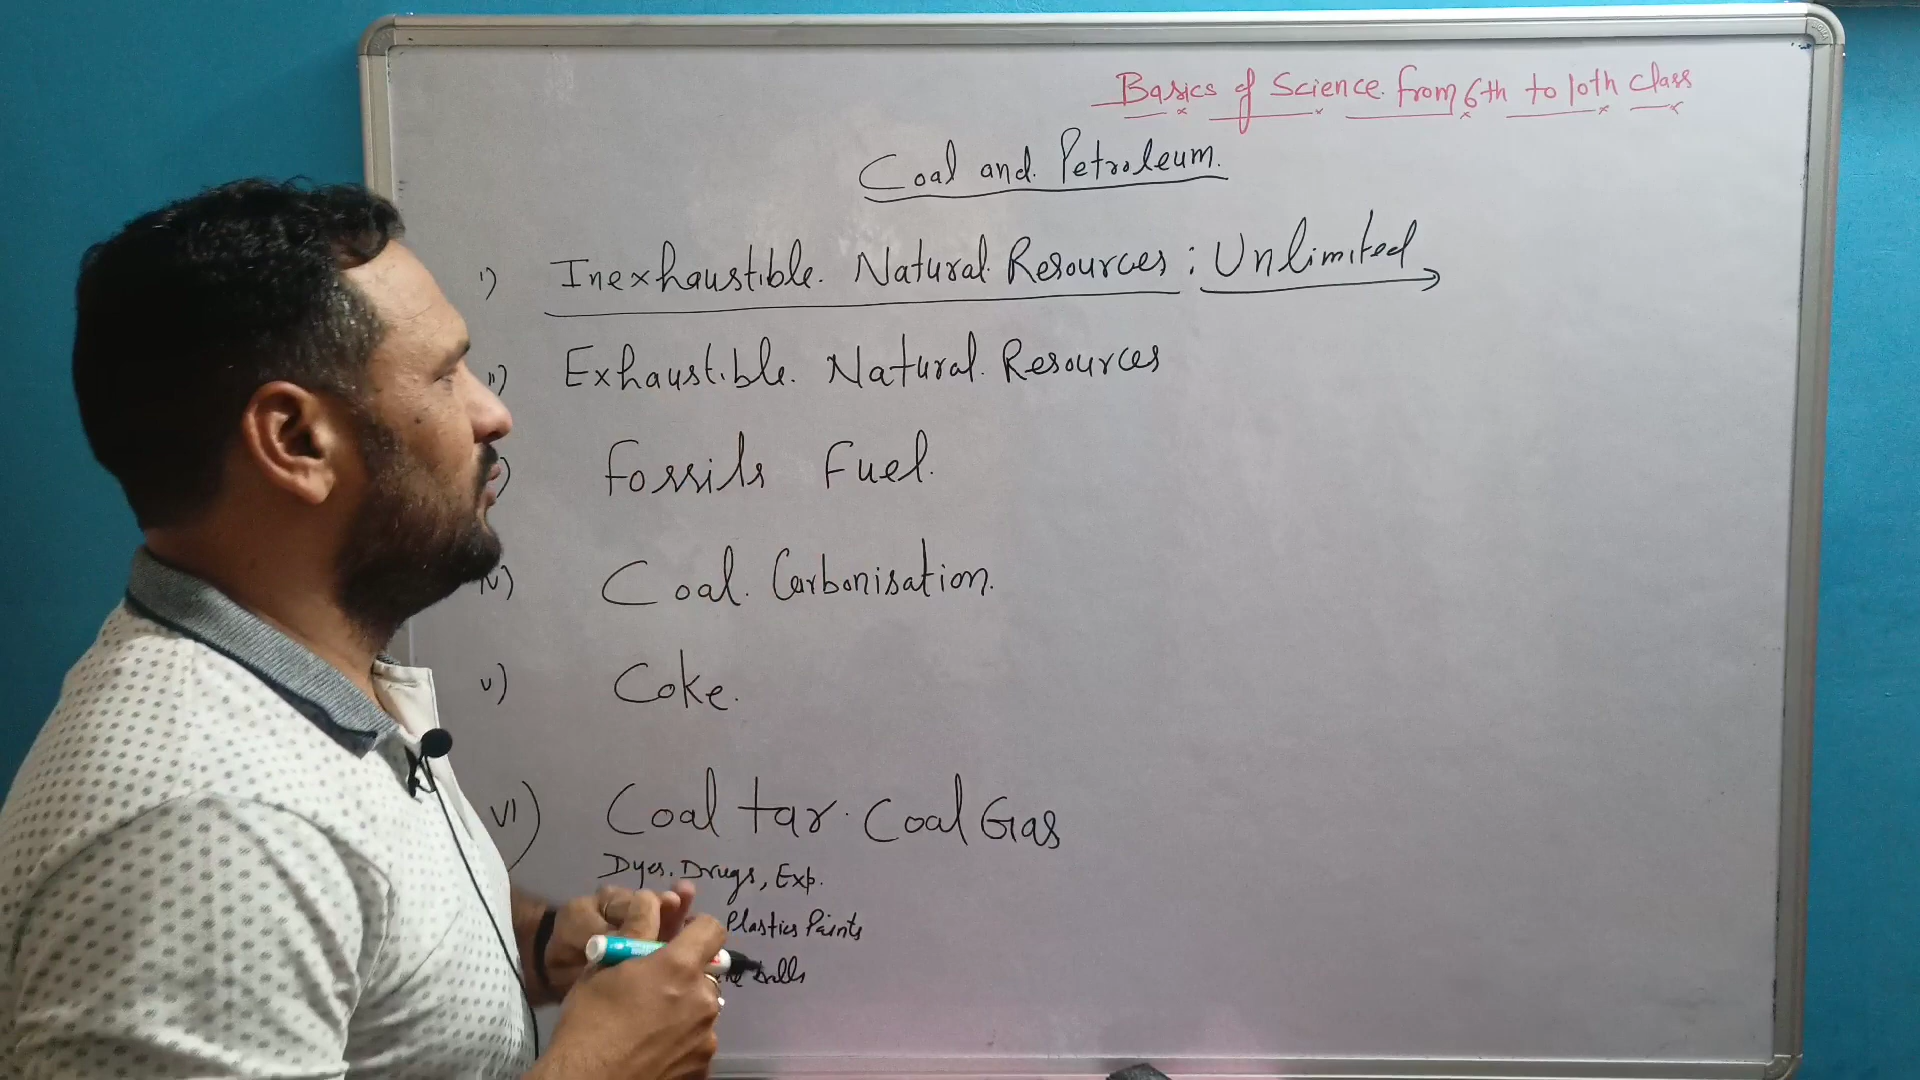 Basics of Science from 6th to 10th class
Coal and Petroleum.
i) Inexhaustible Natural Resources : Unlimited
ii) Exhaustible Natural Resources
) Fossils Fuel.
iv) Coal. Carbonisation.
v) Coke.
vi) Coal tar. Coal Gas
Dyes. Drugs, Exp.
Plastics Paints
balls